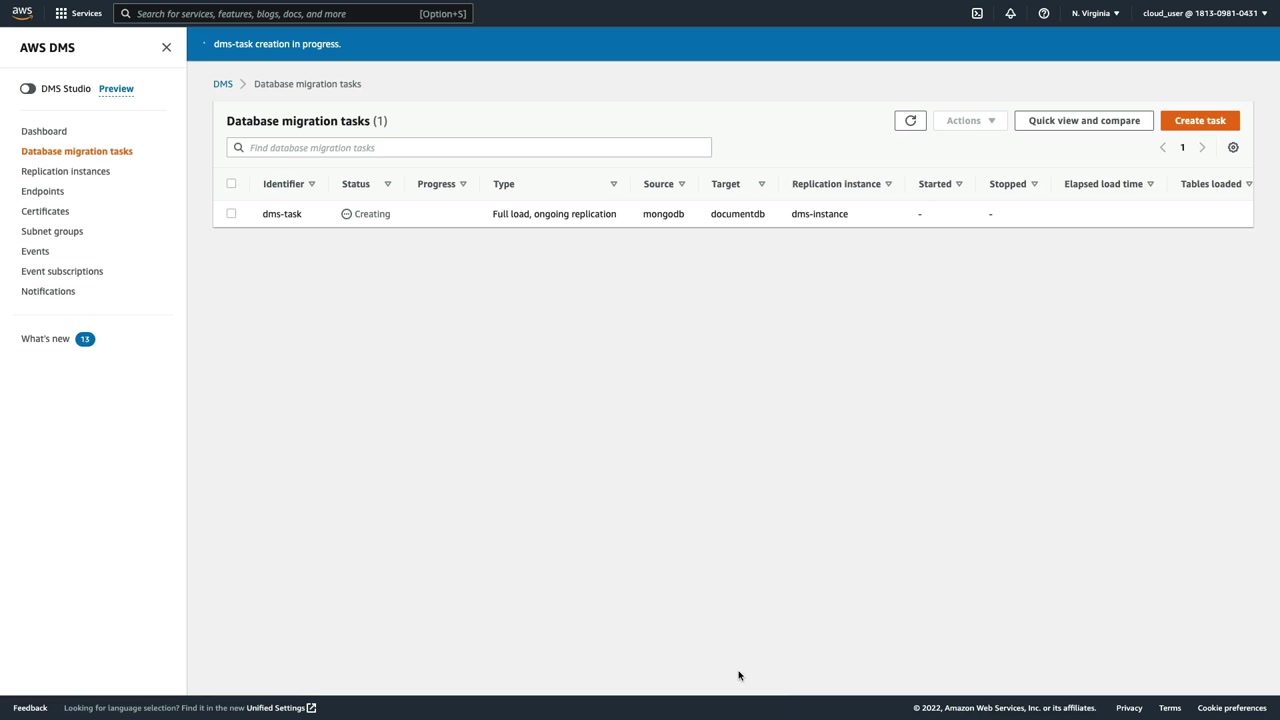 aws Services Search for services, features, blogs, docs, and more [Option+S] N. Virginia cloud_user @ 1813-0981-0431
AWS DMS
dms-task creation in progress.
DMS Studio Preview
DMS Database migration tasks
Dashboard
Database migration tasks
Replication instances
Endpoints
Certificates
Subnet groups
Events
Event subscriptions
Notifications
What's new 13
Database migration tasks (1) Actions Quick view and compare Create task
Find database migration tasks 1
Identifier Status Progress Type Source Target Replication instance Started Stopped Elapsed load time Tables loaded
dms-task Creating Full load, ongoing replication mongodb documentdb dms-instance - -
Feedback Looking for language selection? Find it in the new Unified Settings © 2022, Amazon Web Services, Inc. or its affiliates. Privacy Terms Cookie preferences